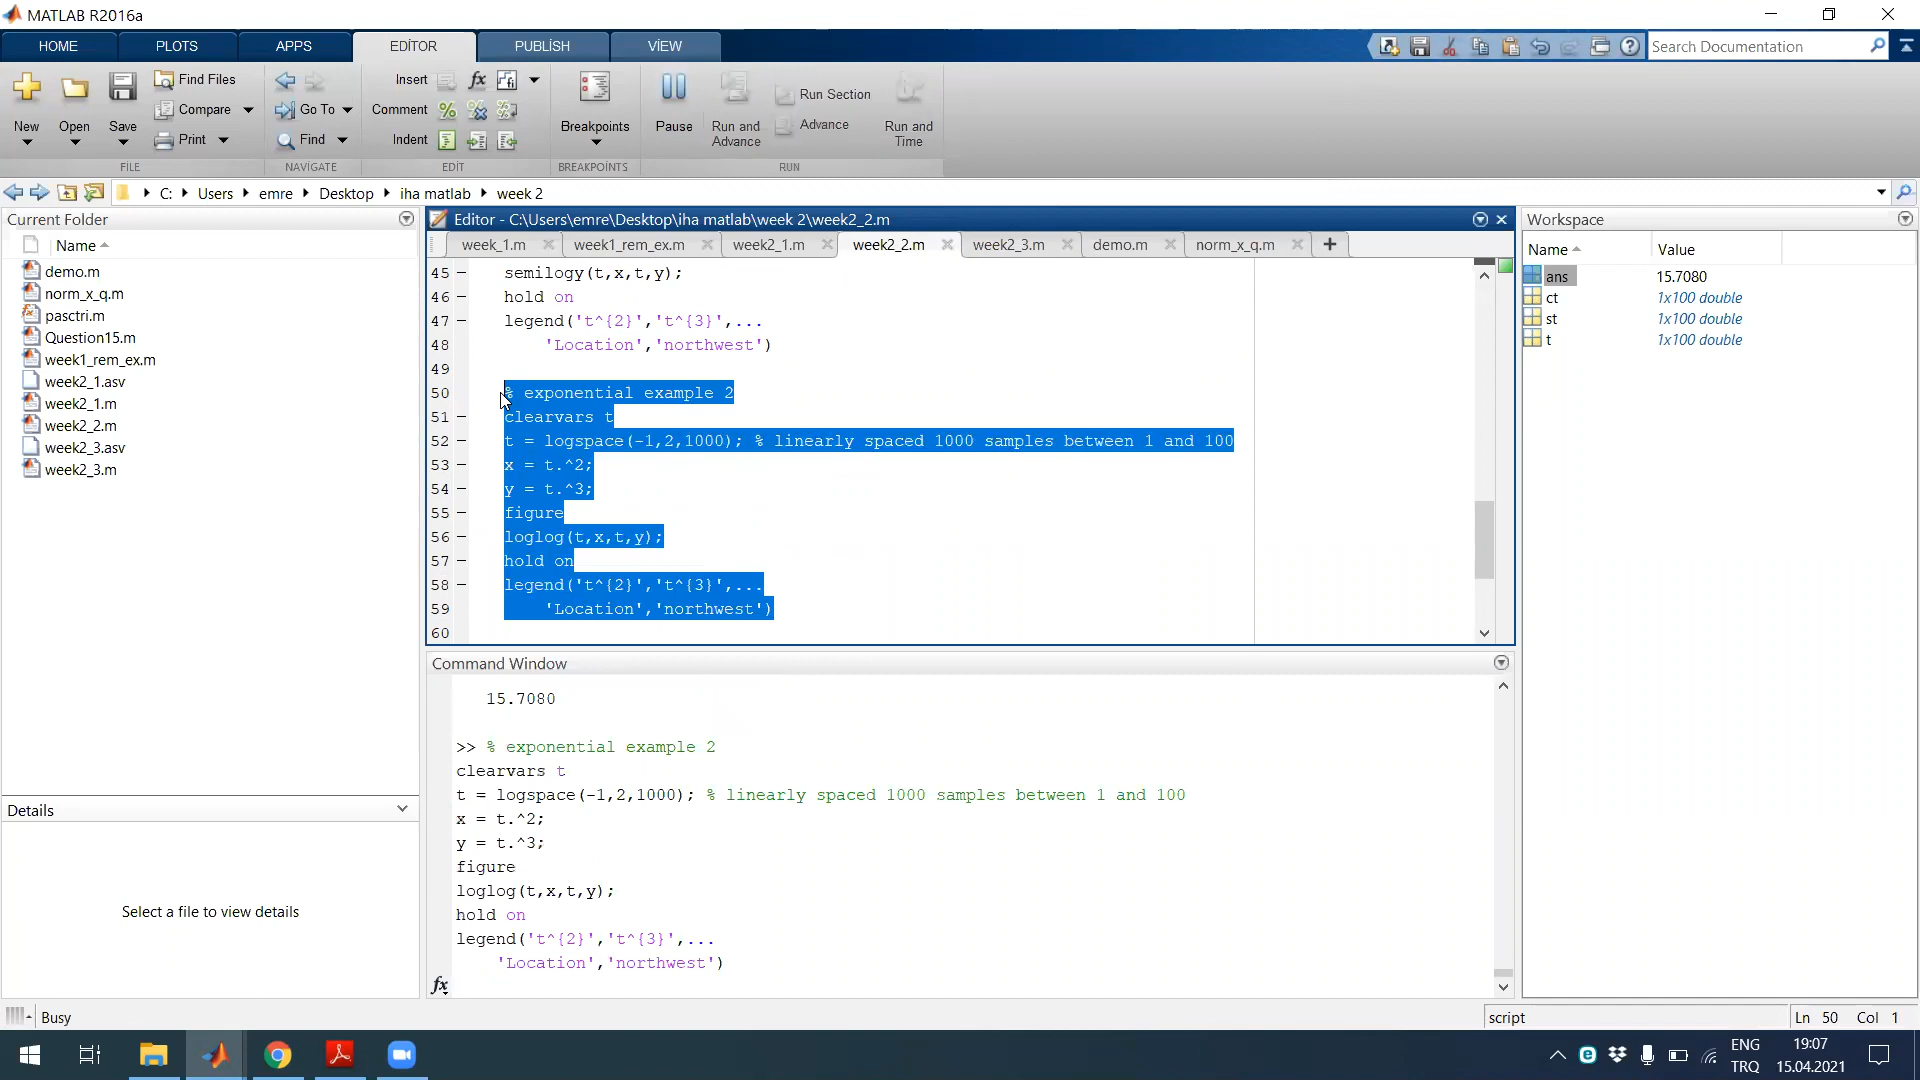 MATLAB R2016a
HOME
PLOTS
APPS
EDİTOR
PUBLİSH
VIEW
Search Documentation
New
Open
Save
Find Files
Compare
Print
Go To
Find
Insert
Comment
Indent
Breakpoints
Pause
Run and Advance
Run Section
Advance
Run and Time
FILE
NAVIGATE
EDİT
BREAKPOINTS
RUN
C: Users emre Desktop iha matlab week 2
Current Folder
Name
demo.m
norm_x_q.m
pasctri.m
Question15.m
week1_rem_ex.m
week2_1.asv
week2_1.m
week2_2.m
week2_3.asv
week2_3.m
Details
Select a file to view details
Editor - C:\Users\emre\Desktop\iha matlab\week 2\week2_2.m
week_1.m
week1_rem_ex.m
week2_1.m
week2_2.m
week2_3.m
demo.m
norm_x_q.m
45 – semilogy(t,x,t,y);
46 – hold on
47 – legend('t^{2}','t^{3}',...
48 'Location','northwest')
49
50 % exponential example 2
51 – clearvars t
52 – t = logspace(-1,2,1000); % linearly spaced 1000 samples between 1 and 100
53 – x = t.^2;
54 – y = t.^3;
55 – figure
56 – loglog(t,x,t,y);
57 – hold on
58 – legend('t^{2}','t^{3}',...
59 'Location','northwest')
60
Command Window
15.7080
>> % exponential example 2
clearvars t
t = logspace(-1,2,1000); % linearly spaced 1000 samples between 1 and 100
x = t.^2;
y = t.^3;
figure
loglog(t,x,t,y);
hold on
legend('t^{2}','t^{3}',...
'Location','northwest')
fx
Workspace
Name Value
ans 15.7080
ct 1x100 double
st 1x100 double
t 1x100 double
Busy
script
Ln 50 Col 1
ENG
TRQ
19:07
15.04.2021